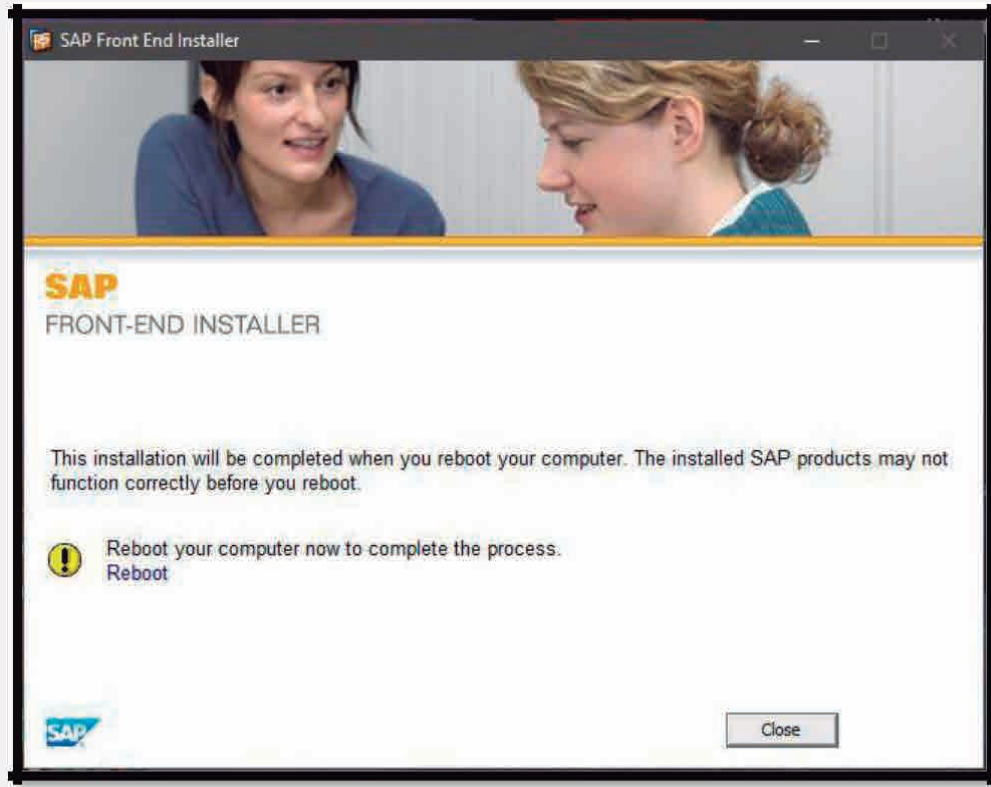 SAP Front End Installer
SAP
FRONT-END INSTALLER
This installation will be completed when you reboot your computer. The installed SAP products may not
function correctly before you reboot.
Reboot your computer now to complete the process.
Reboot
SAP
Close